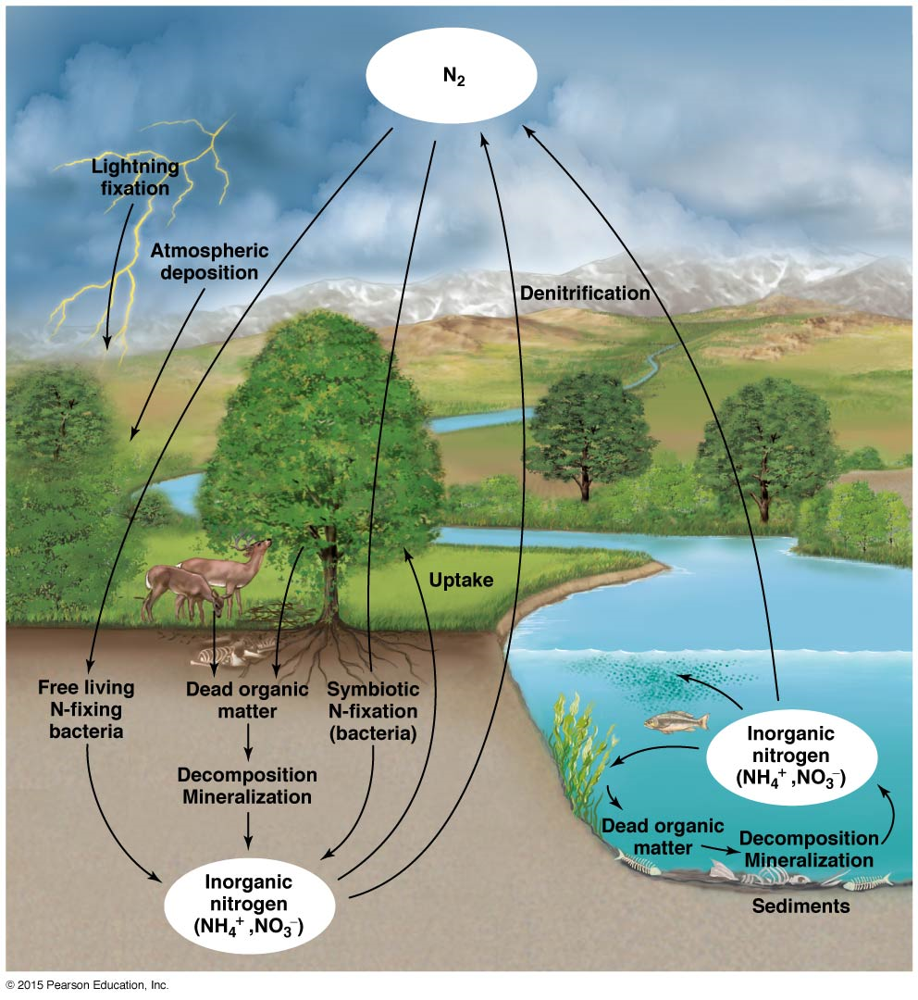 N₂
Lightning
fixation
Atmospheric
deposition
Denitrification
Uptake
Free living
N-fixing
bacteria
Dead organic
matter
Symbiotic
N-fixation
(bacteria)
Decomposition
Mineralization
Inorganic
nitrogen
(NH₄⁺ ,NO₃⁻)
Inorganic
nitrogen
(NH₄⁺ ,NO₃⁻)
Dead organic
matter
Decomposition
Mineralization
Sediments
© 2015 Pearson Education, Inc.